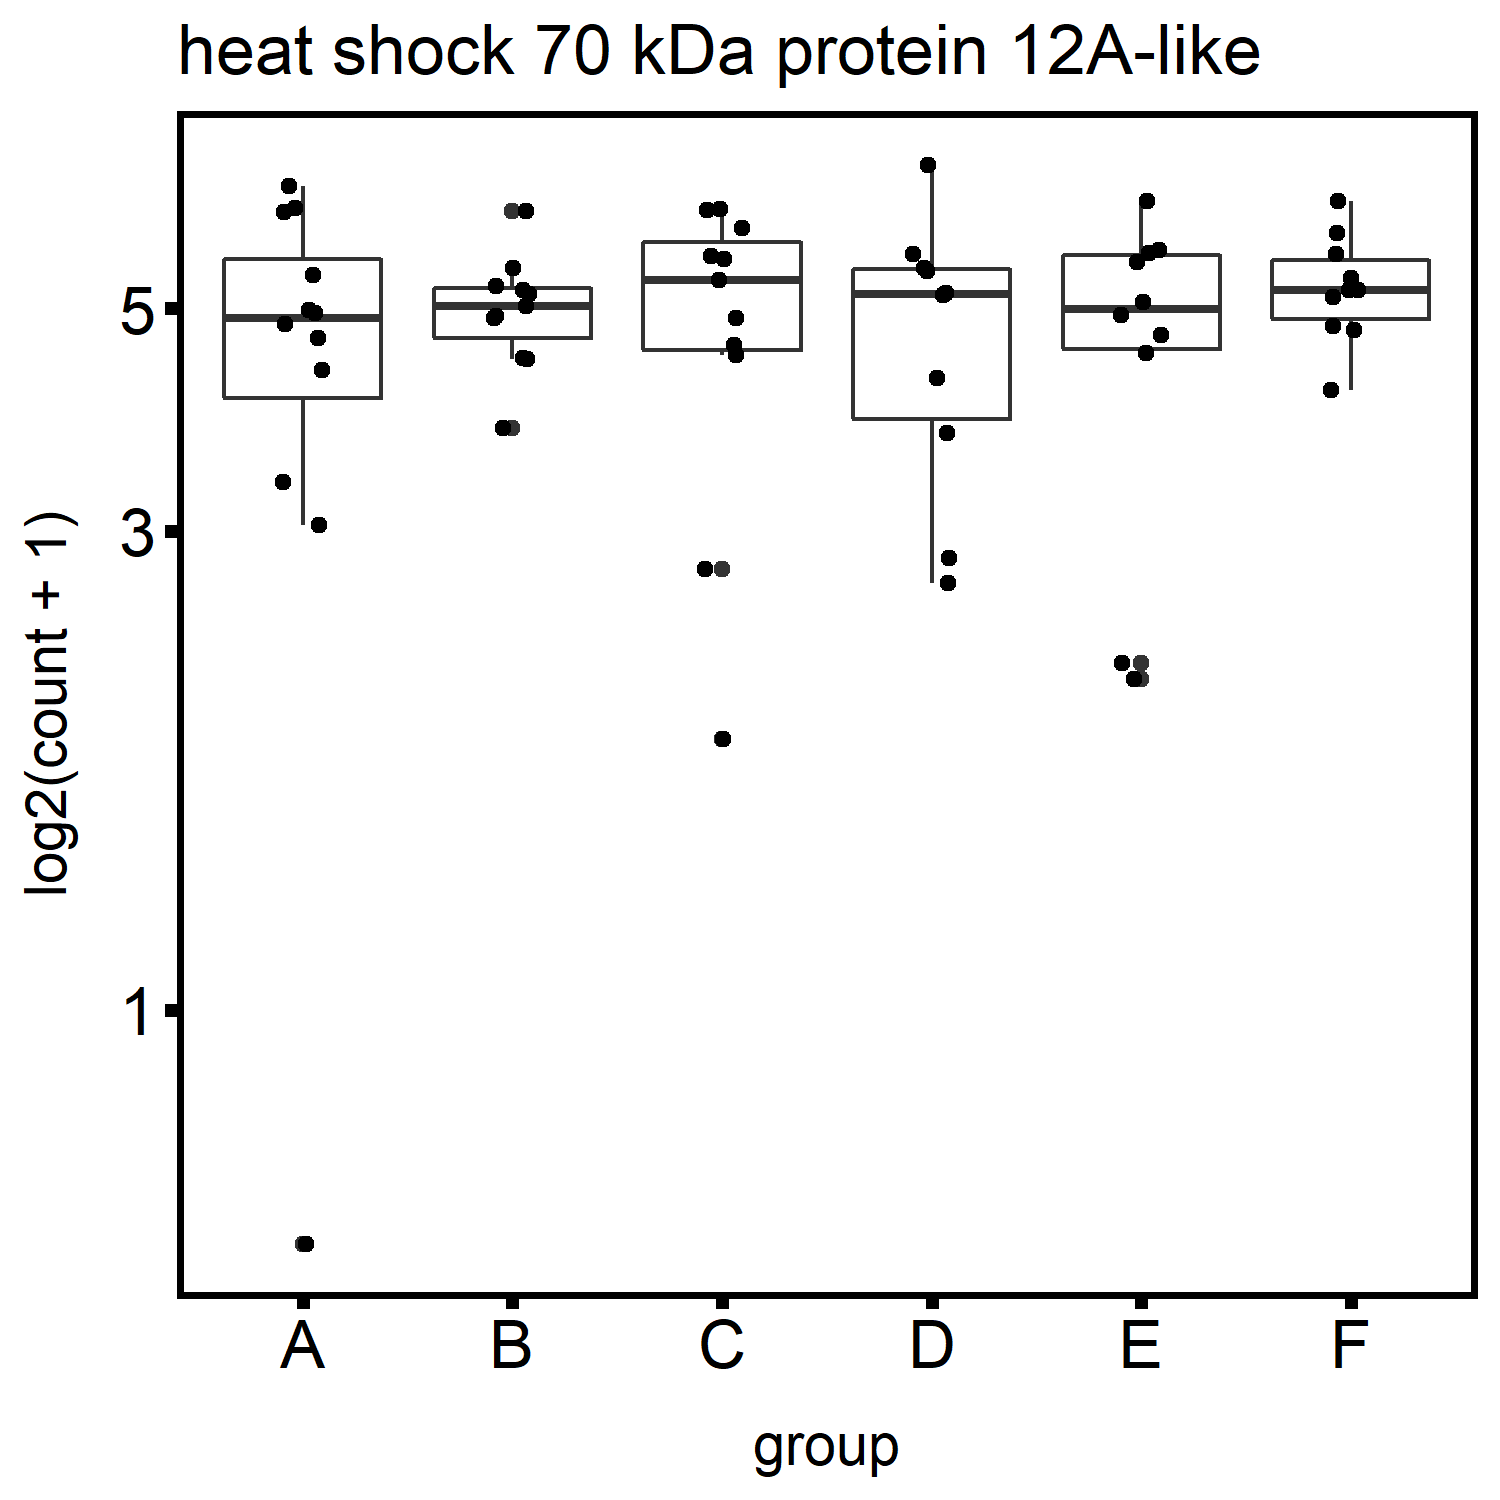 heat shock 70 kDa protein 12A-like
log2(count + 1)
5
3
1
A B C D E F
group